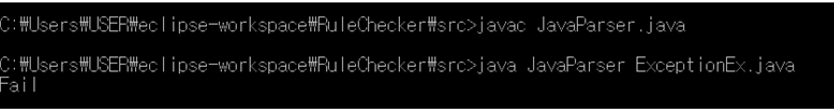 C:₩Users₩USER₩eclipse-workspace₩RuleChecker₩src>javac JavaParser.java
C:₩Users₩USER₩eclipse-workspace₩RuleChecker₩src>java JavaParser ExceptionEx.java
Fail